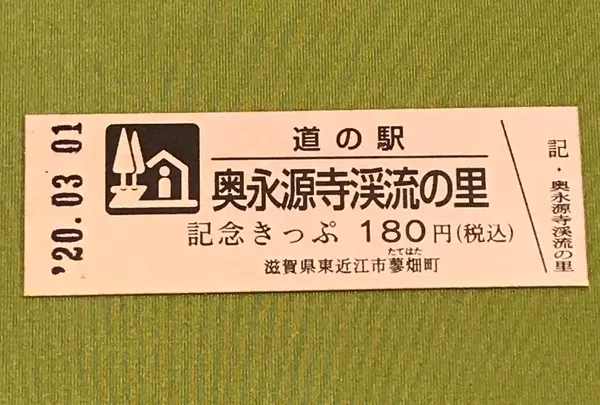 '20.03 01
道の駅
奥永源寺渓流の里
記念きっぷ 180円(税込)
たてはた
滋賀県東近江市蓼畑町
記・奥永源寺渓流の里